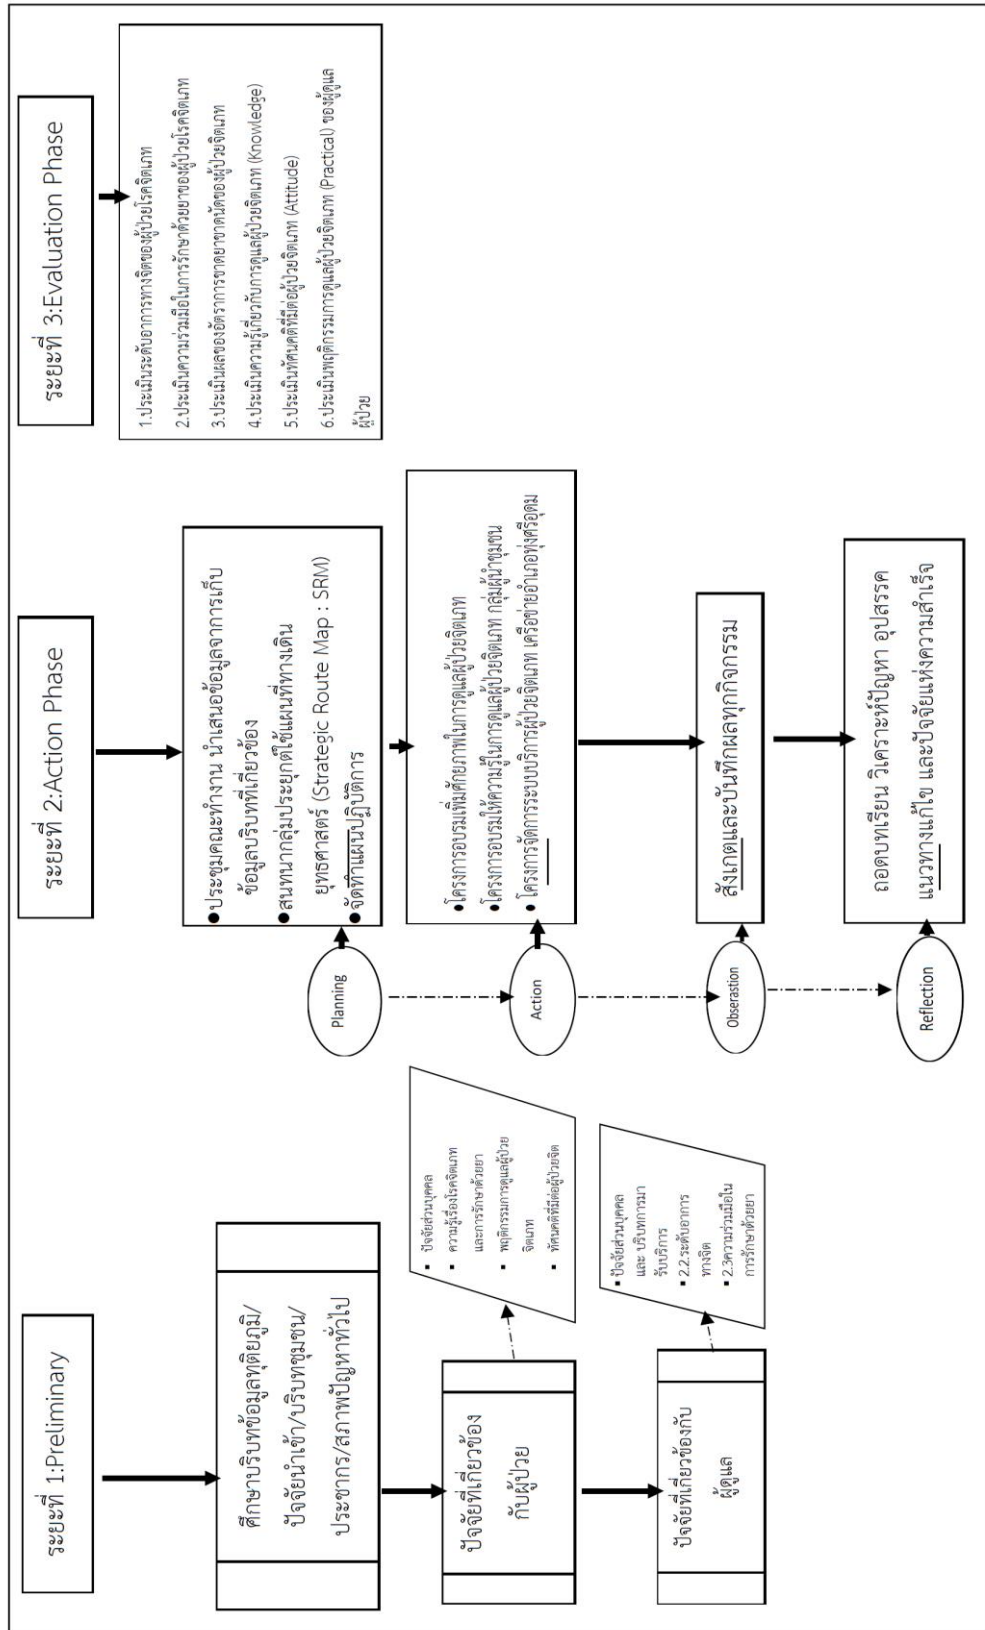 ระยะที่ 1:Preliminary
ศึกษาบริบทข้อมูลทุติยภูมิ/
ปัจจัยนำเข้า/บริบทชุมชน/
ประชากร/สภาพปัญหาทั่วไป
ปัจจัยที่เกี่ยวข้อง
กับผู้ป่วย
▪ ปัจจัยส่วนบุคคล
▪ ความรู้เรื่องโรคจิตเภท
และการรักษาด้วยยา
▪ พฤติกรรมการดูแลผู้ป่วย
จิตเภท
▪ ทัศนคติที่มีต่อผู้ป่วยจิต
ปัจจัยที่เกี่ยวข้องกับ
ผู้ดูแล
▪ ปัจจัยส่วนบุคคล
และ บริบทการมา
รับบริการ
▪ 2.2.ระดับอาการ
ทางจิต
▪ 2.3ความร่วมมือใน
การรักษาด้วยยา
ระยะที่ 2:Action Phase
Planning
●ประชุมคณะทำงาน นำเสนอข้อมูลจาการเก็บ
ข้อมูลบริบทที่เกี่ยวข้อง
●สนทนากลุ่มประยุกต์ใช้แผนที่ทางเดิน
ยุทธศาสตร์ (Strategic Route Map : SRM)
●จัดทำแผนปฏิบัติการ
Action
●โครงการอบรมเพิ่มศักยภาพในการดูแลผู้ป่วยจิตเภท
●โครงการอบรมให้ความรู้ในการดูแลผู้ป่วยจิตเภท กลุ่มผู้นำชุมชน
●โครงการจัดการระบบบริการผู้ป่วยจิตเภท เครือข่ายอำเภอทุ่งศรีอุดม
Obserastion
สังเกตและบันทึกผลทุกกิจกรรม
Reflection
ถอดบทเรียน วิเคราะห์ปัญหา อุปสรรค
แนวทางแก้ไข และปัจจัยแห่งความสำเร็จ
ระยะที่ 3:Evaluation Phase
1.ประเมินระดับอาการทางจิตของผู้ป่วยโรคจิตเภท
2.ประเมินความร่วมมือในการรักษาด้วยยาของผู้ป่วยโรคจิตเภท
3.ประเมินผลของอัตราการขาดยาขาดนัดของผู้ป่วยจิตเภท
4.ประเมินความรู้เกี่ยวกับการดูแลผู้ป่วยจิตเภท (Knowledge)
5.ประเมินทัศนคติที่มีต่อผู้ป่วยจิตเภท (Attitude)
6.ประเมินพฤติกรรมการดูแลผู้ป่วยจิตเภท (Practical) ของผู้ดูแล
ผู้ป่วย